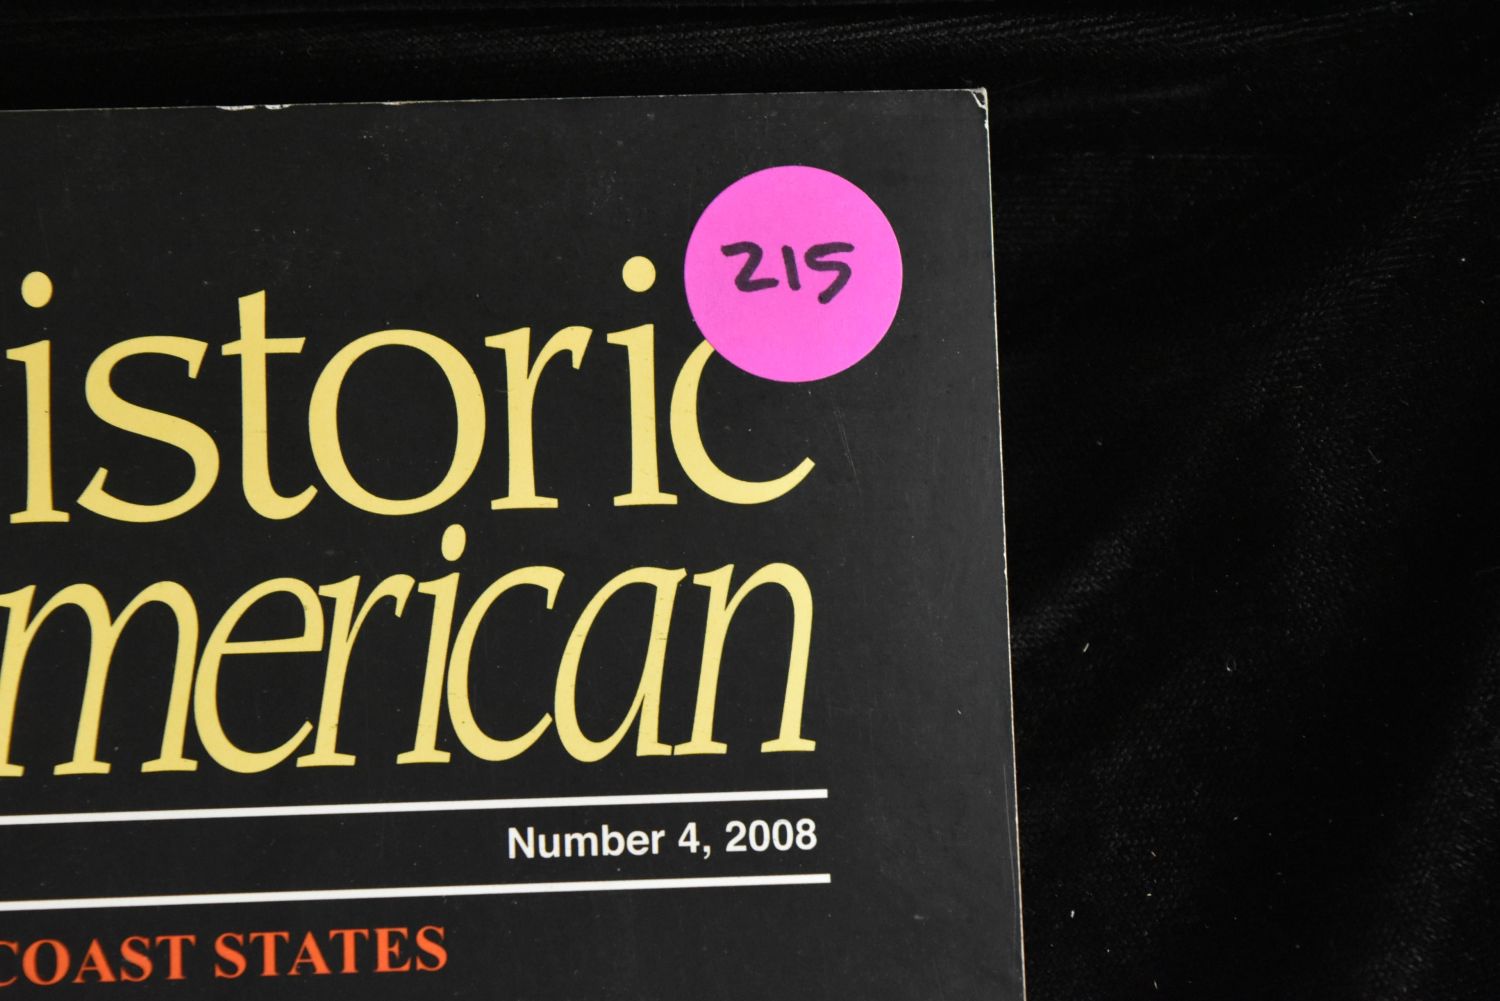 215
istoric
merican
Number 4, 2008
COAST STATES